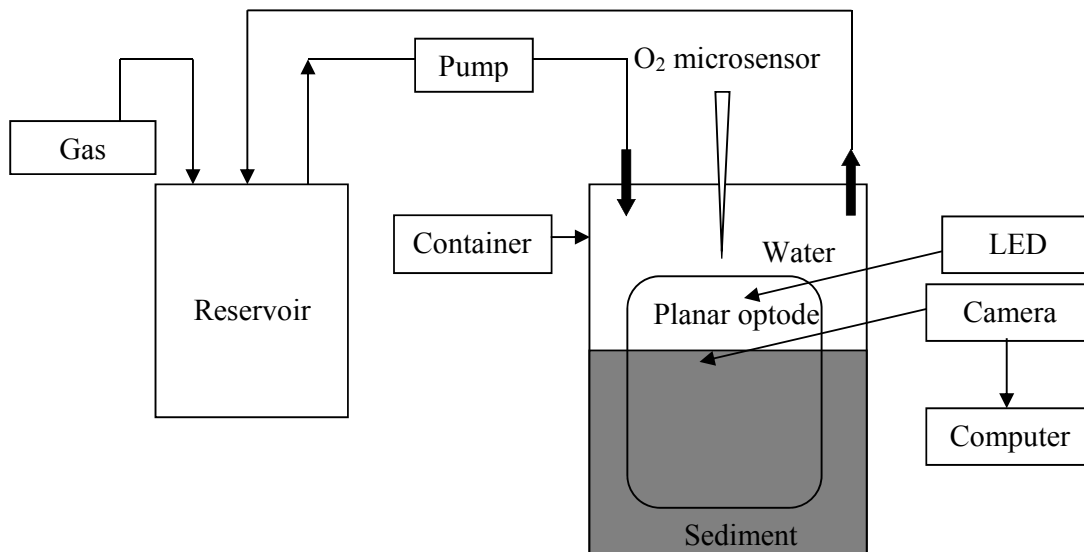 Pump
O₂ microsensor
Gas
Container
Water
LED
Reservoir
Planar optode
Camera
Computer
Sediment